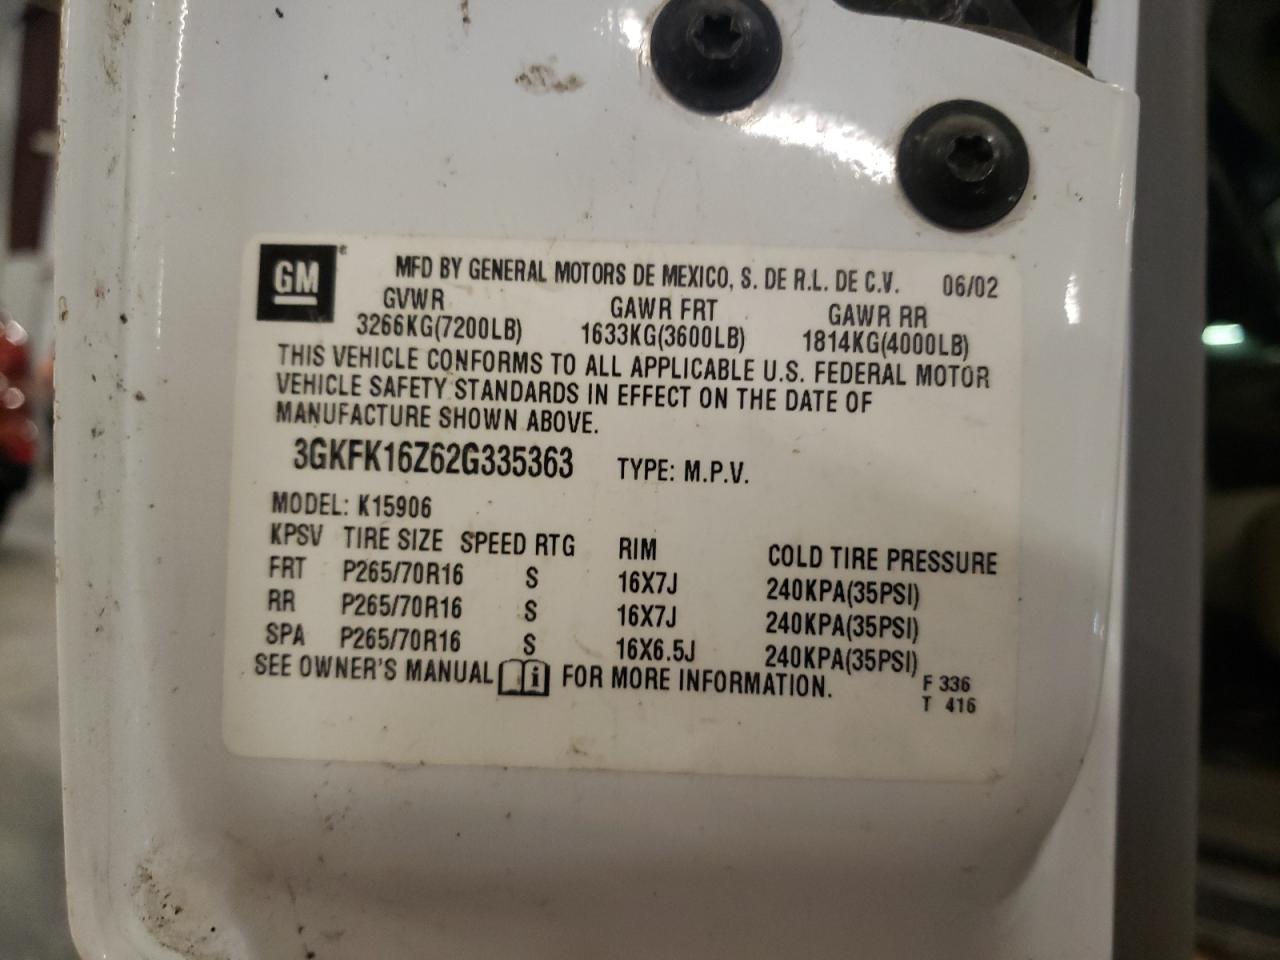 GM®
MFD BY GENERAL MOTORS DE MEXICO, S. DE R.L. DE C.V. 06/02
GVWR GAWR FRT GAWR RR
3266KG(7200LB) 1633KG(3600LB) 1814KG(4000LB)
THIS VEHICLE CONFORMS TO ALL APPLICABLE U.S. FEDERAL MOTOR
VEHICLE SAFETY STANDARDS IN EFFECT ON THE DATE OF
MANUFACTURE SHOWN ABOVE.
3GKFK16Z62G335363 TYPE: M.P.V.
MODEL: K15906
KPSV TIRE SIZE SPEED RTG RIM COLD TIRE PRESSURE
FRT P265/70R16 S 16X7J 240KPA(35PSI)
RR P265/70R16 S 16X7J 240KPA(35PSI)
SPA P265/70R16 S 16X6.5J 240KPA(35PSI)
SEE OWNER'S MANUAL i FOR MORE INFORMATION.
F 336
T 416